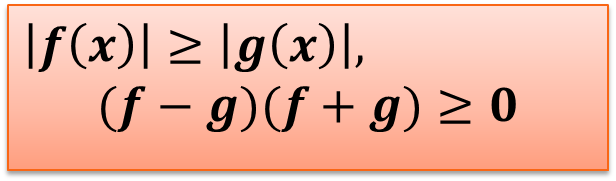 |f(x)| ≥ |g(x)|,
(f − g)(f + g) ≥ 0